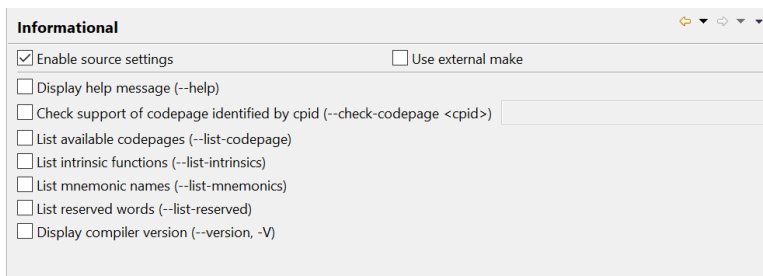 Informational
Enable source settings Use external make
Display help message (--help)
Check support of codepage identified by cpid (--check-codepage <cpid>)
List available codepages (--list-codepage)
List intrinsic functions (--list-intrinsics)
List mnemonic names (--list-mnemonics)
List reserved words (--list-reserved)
Display compiler version (--version, -V)